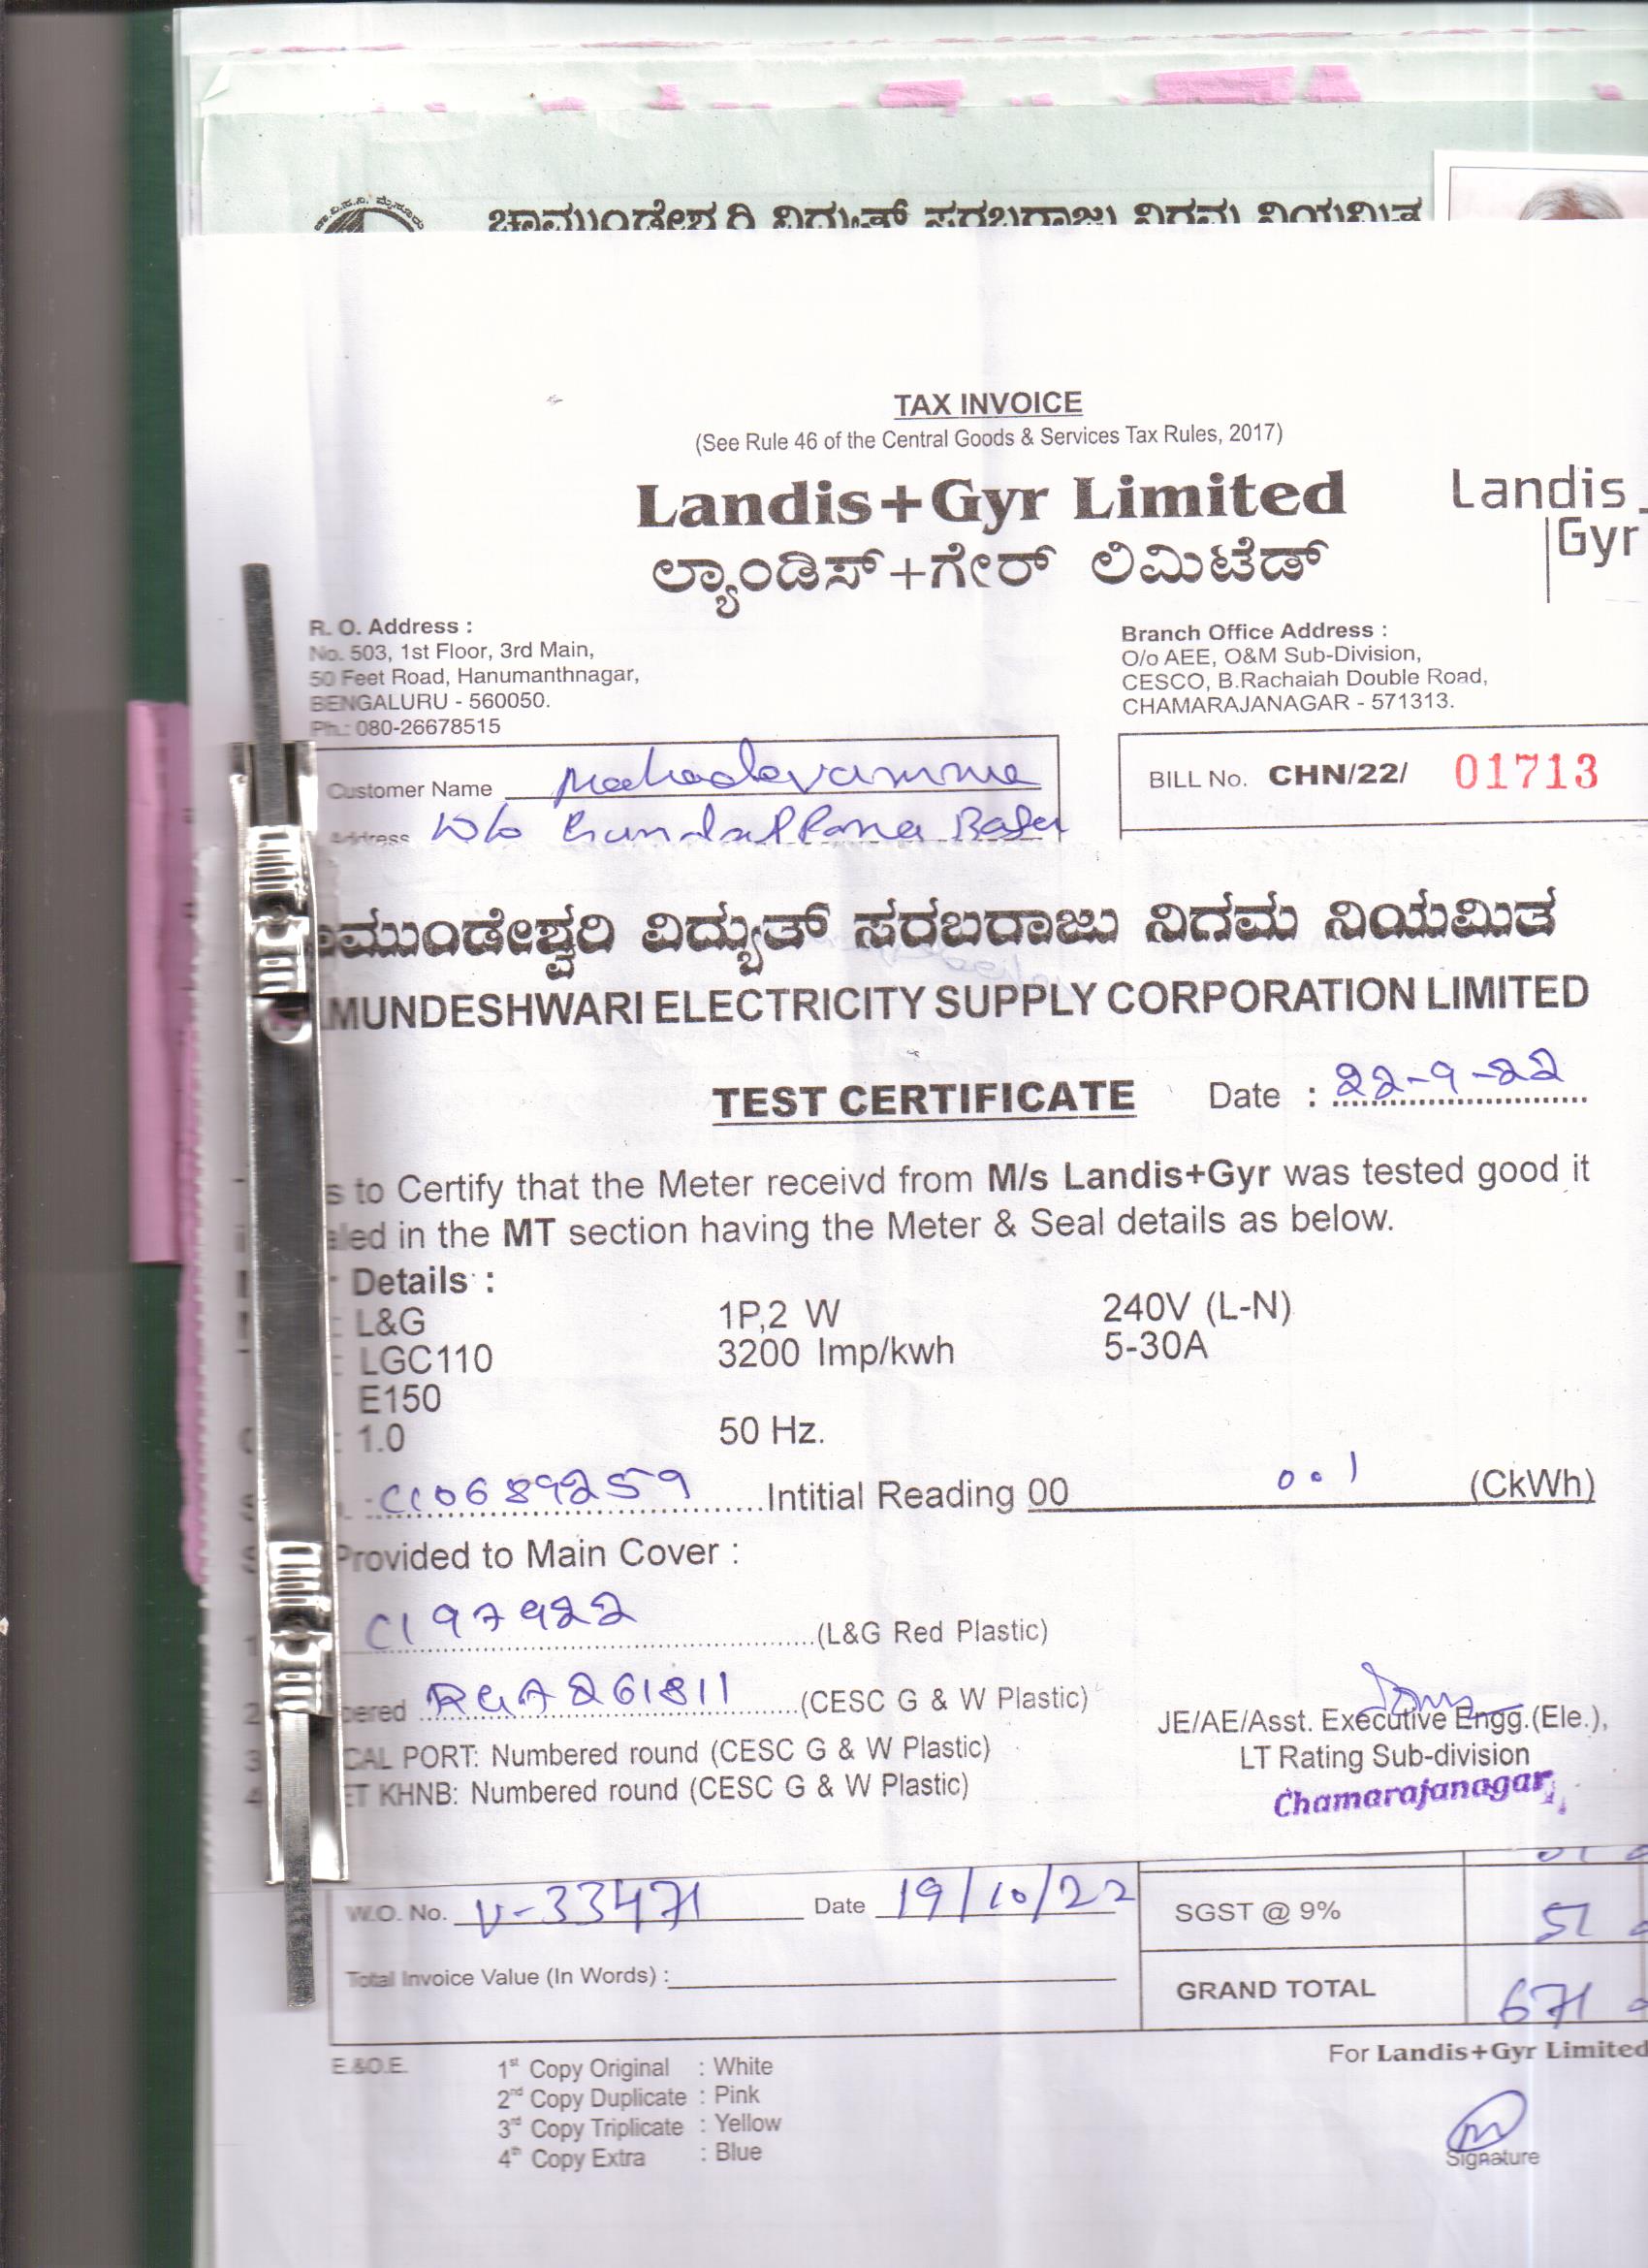 ಚಾ.ವಿ.ಸ.ನಿ. ಮೈಸೂರು
ಚಾಮುಂಡೇಶ್ವರಿ ವಿದ್ಯುತ್ ಸರಬರಾಜು ನಿಗಮ ನಿಯಮಿತ
TAX INVOICE
(See Rule 46 of the Central Goods & Services Tax Rules, 2017)
Landis+Gyr Limited
Landis
Gyr
ಲ್ಯಾಂಡಿಸ್+ಗೇರ್ ಲಿಮಿಟೆಡ್
R. O. Address :
No. 503, 1st Floor, 3rd Main,
50 Feet Road, Hanumanthnagar,
BENGALURU - 560050.
Ph.: 080-26678515
Branch Office Address :
O/o AEE, O&M Sub-Division,
CESCO, B.Rachaiah Double Road,
CHAMARAJANAGAR - 571313.
Customer Name Mahadevamma
BILL No. CHN/22/ 01713
Address W/o
ಾಮುಂಡೇಶ್ವರಿ ವಿದ್ಯುತ್ ಸರಬರಾಜು ನಿಗಮ ನಿಯಮಿತ
MUNDESHWARI ELECTRICITY SUPPLY CORPORATION LIMITED
TEST CERTIFICATE Date : 22-9-22
s to Certify that the Meter receivd from M/s Landis+Gyr was tested good it
aled in the MT section having the Meter & Seal details as below.
Details :
: L&G 1P,2 W 240V (L-N)
: LGC110 3200 Imp/kwh 5-30A
E150
: 1.0 50 Hz.
: CC0689259 Intitial Reading 00 0.1 (CkWh)
Provided to Main Cover :
C197922 (L&G Red Plastic)
bered RGA261811 (CESC G & W Plastic)
JE/AE/Asst. Executive Engg.(Ele.),
CAL PORT: Numbered round (CESC G & W Plastic)
LT Rating Sub-division
ET KHNB: Numbered round (CESC G & W Plastic)
Chamarajanagar
W.O. No. V-33471 Date 19/10/22
SGST @ 9% 51
Total Invoice Value (In Words) :
GRAND TOTAL 671
E.&O.E.
1st Copy Original : White
2nd Copy Duplicate : Pink
3rd Copy Triplicate : Yellow
4th Copy Extra : Blue
For Landis+Gyr Limited
Signature